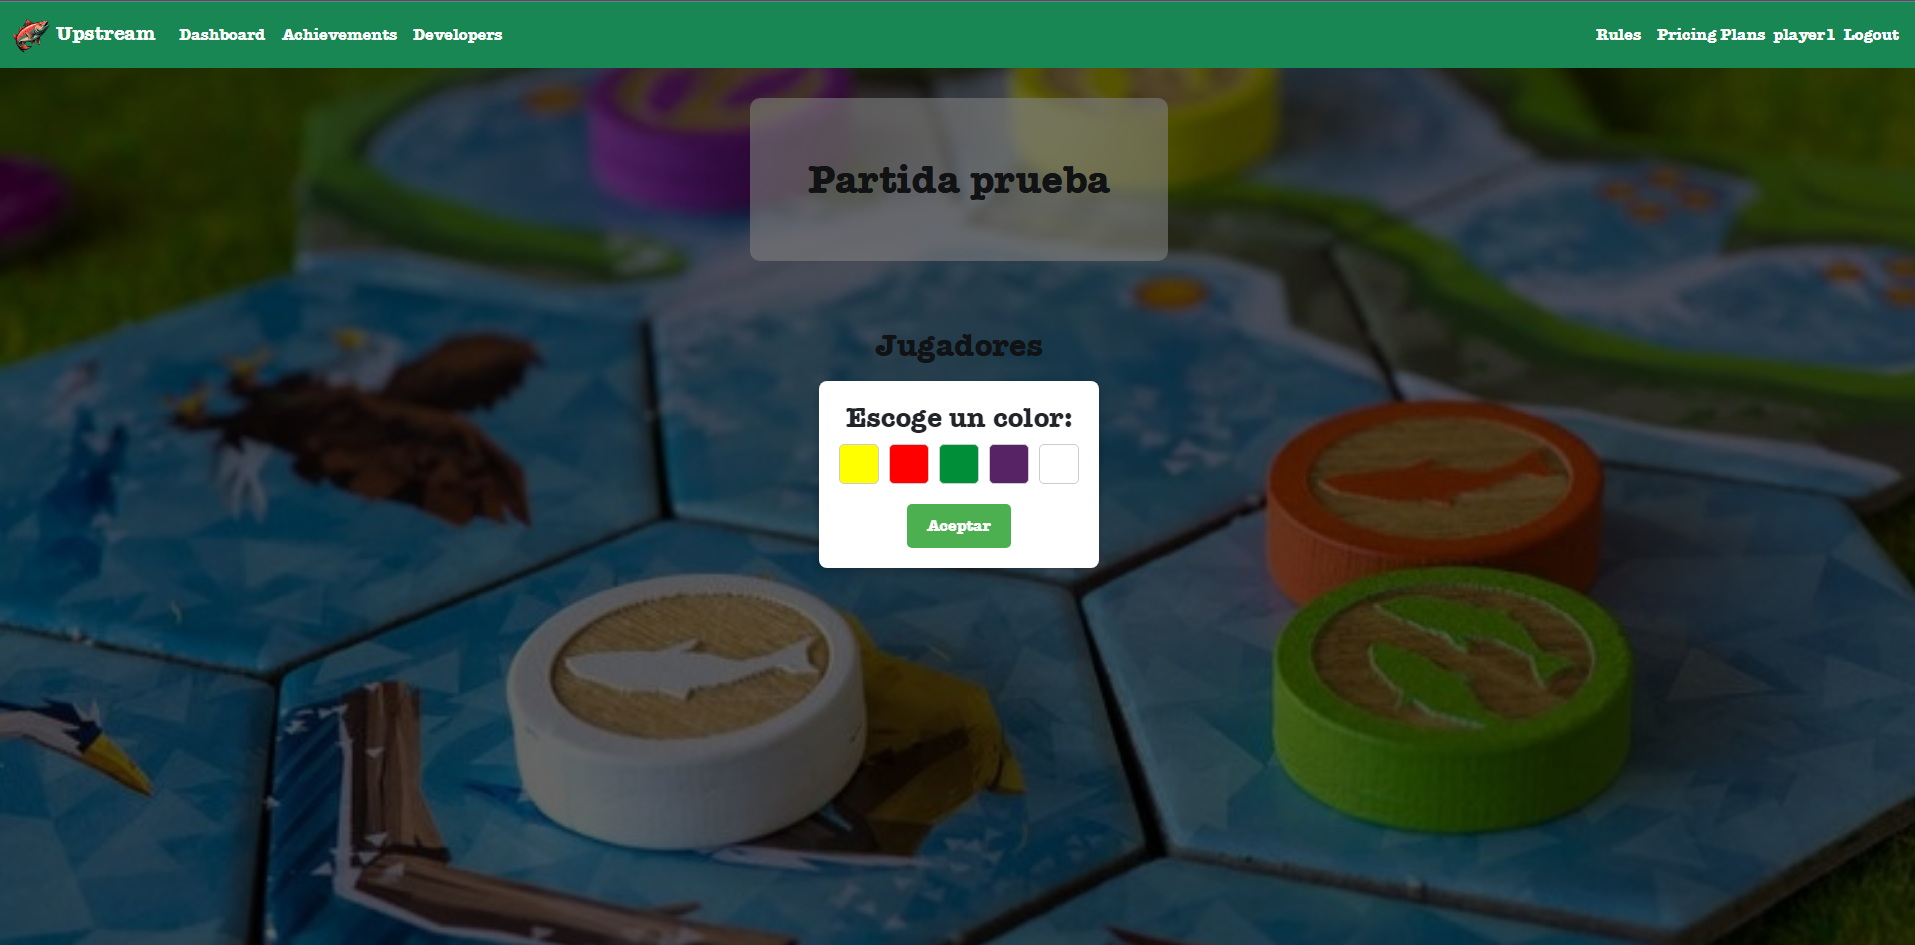 Upstream Dashboard Achievements Developers Rules Pricing Plans player1 Logout
Partida prueba
Jugadores
Escoge un color:
Aceptar